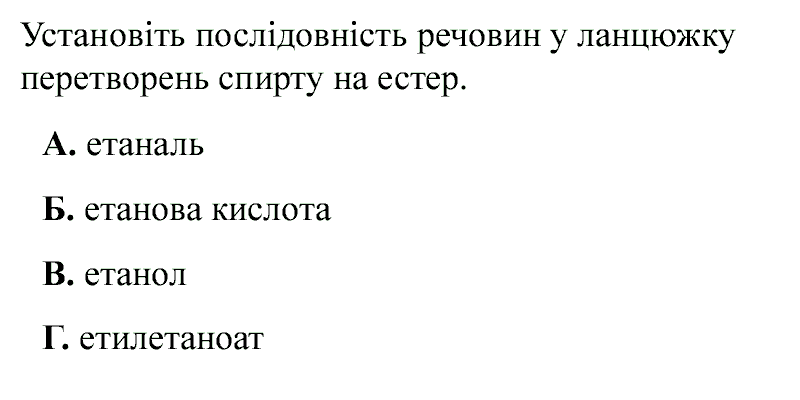 Установіть послідовність речовин у ланцюжку
перетворень спирту на естер.
А. етаналь
Б. етанова кислота
В. етанол
Г. етилетаноат